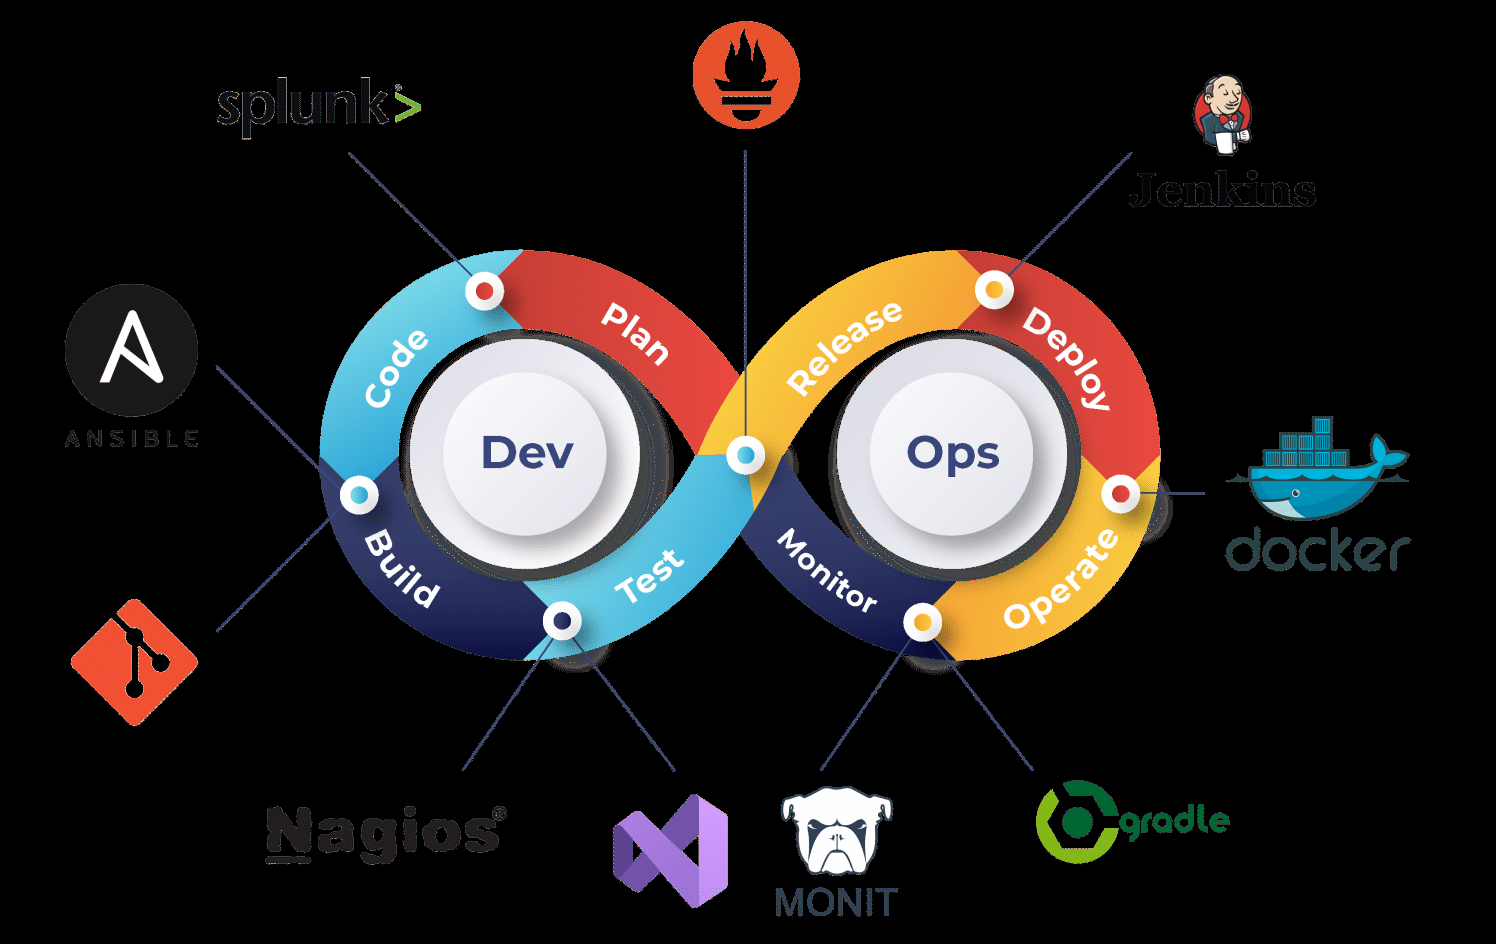 splunk>®
Jenkins
Plan
Release
Code
Deploy
ANSIBLE
Dev
Ops
docker
Build
Test
Monitor
Operate
Nagios®
MONIT
gradle